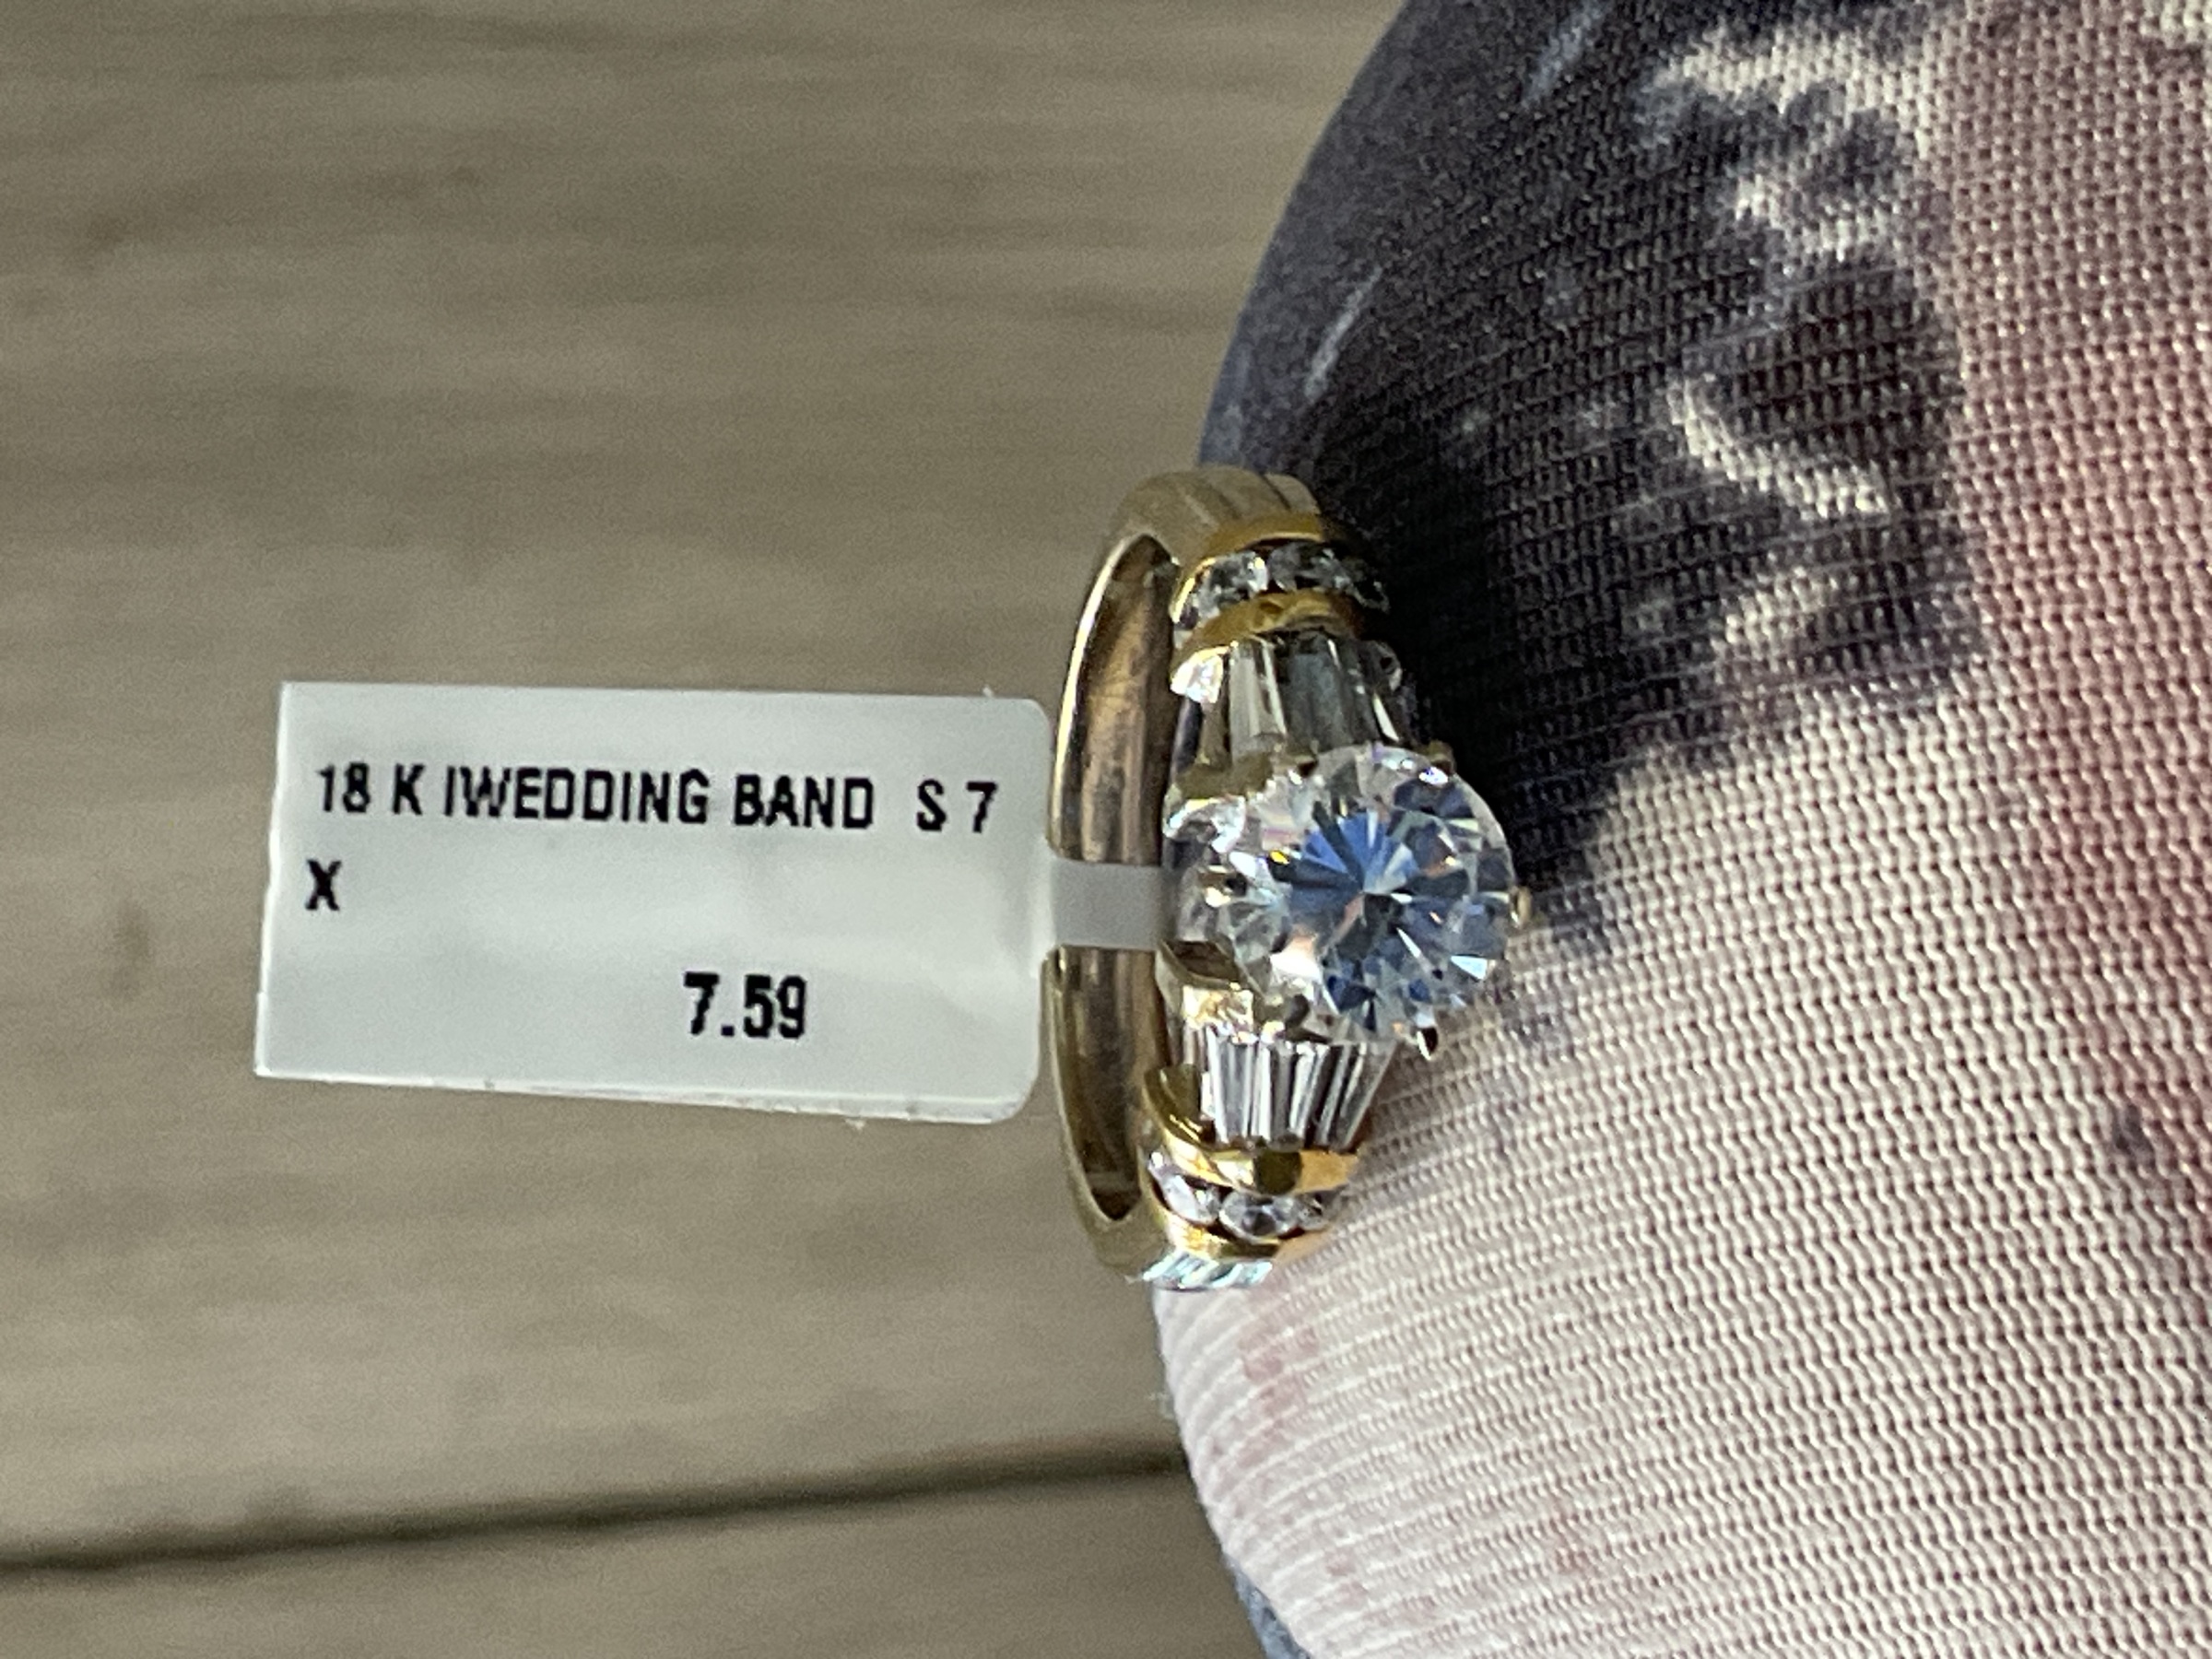 18 K IWEDDING BAND S 7
X
7.59